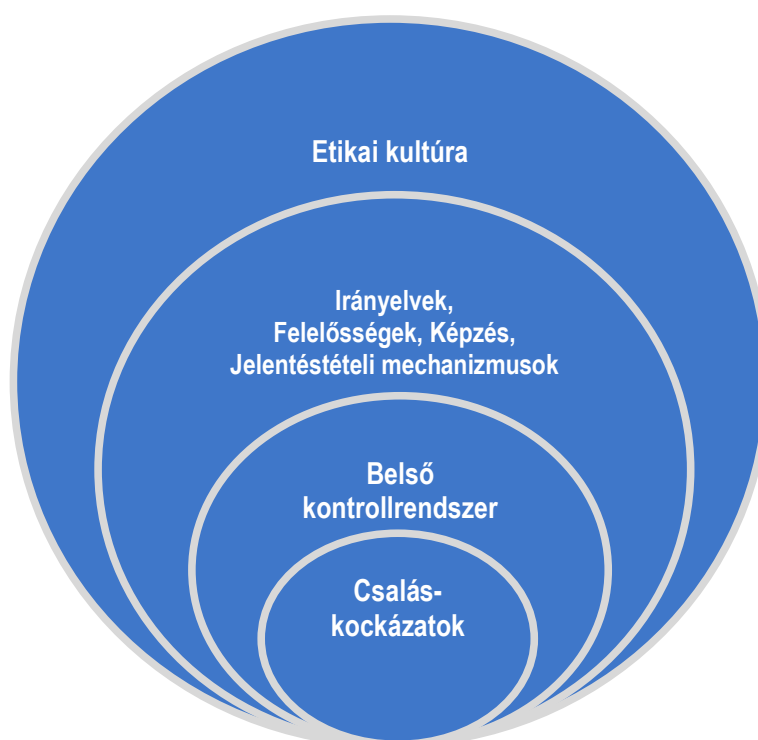 Etikai kultúra
Irányelvek,
Felelősségek, Képzés,
Jelentéstételi mechanizmusok
Belső
kontrollrendszer
Csalás-
kockázatok